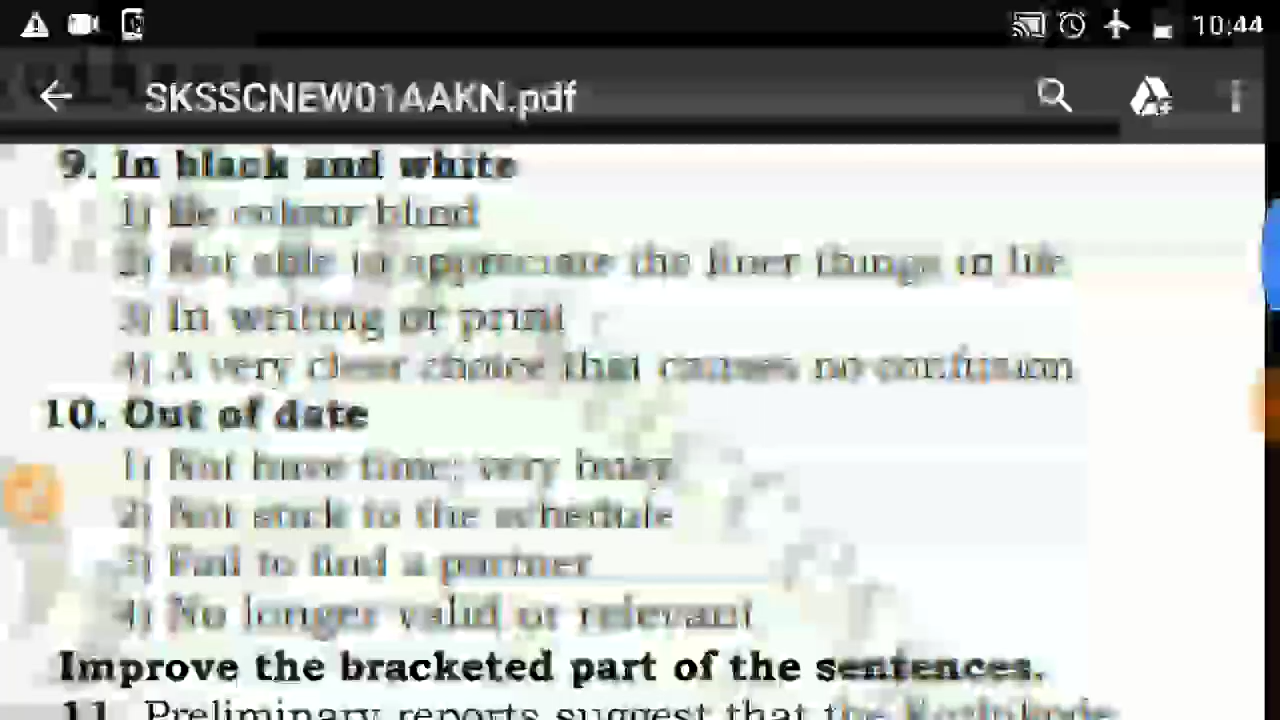 10:44
SKSSCNEW01AAKN.pdf
9. In black and white
1) Be colour blind
2) Not able to appreciate the finer things in life
3) In writing or print
4) A very clear choice that causes no confusion
10. Out of date
1) Not have time; very busy
2) Not stick to the schedule
3) Fail to find a partner
4) No longer valid or relevant
Improve the bracketed part of the sentences.
11. Preliminary reports suggest that the Kozhikode